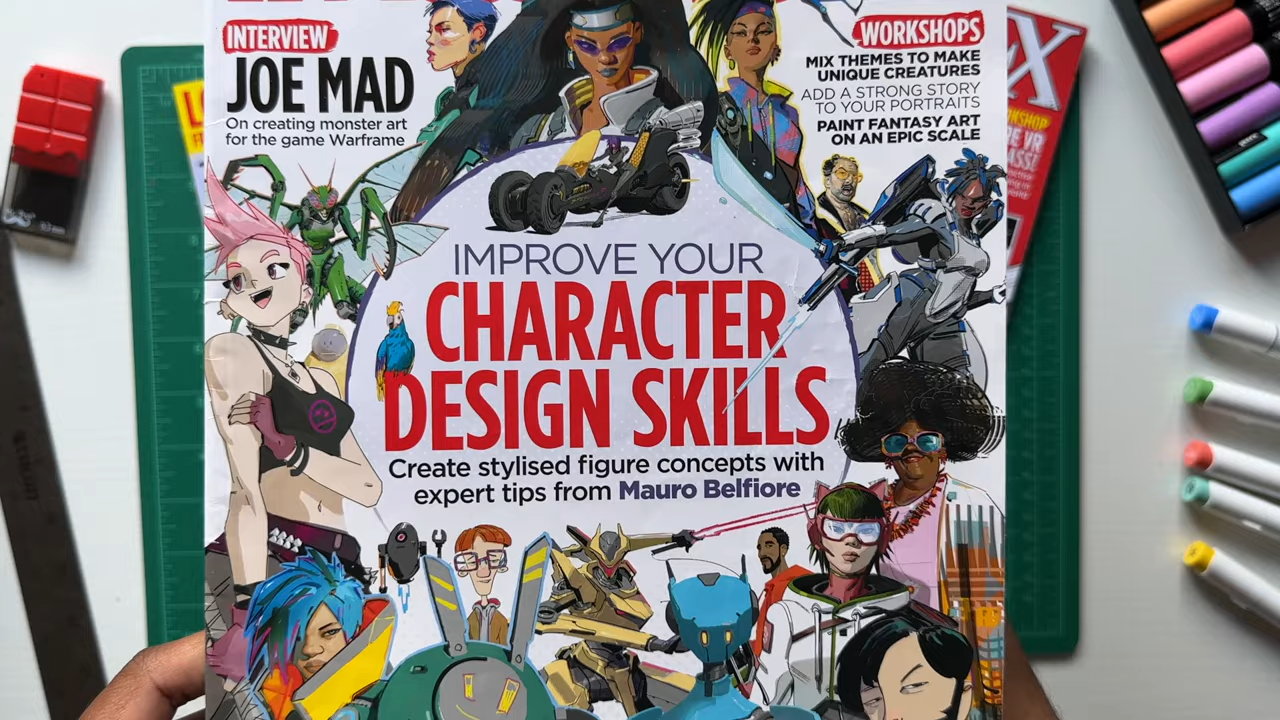 INTERVIEW
JOE MAD
On creating monster art
for the game Warframe
WORKSHOPS
MIX THEMES TO MAKE
UNIQUE CREATURES
ADD A STRONG STORY
TO YOUR PORTRAITS
PAINT FANTASY ART
ON AN EPIC SCALE
IMPROVE YOUR
CHARACTER
DESIGN SKILLS
Create stylised figure concepts with
expert tips from Mauro Belfiore
X